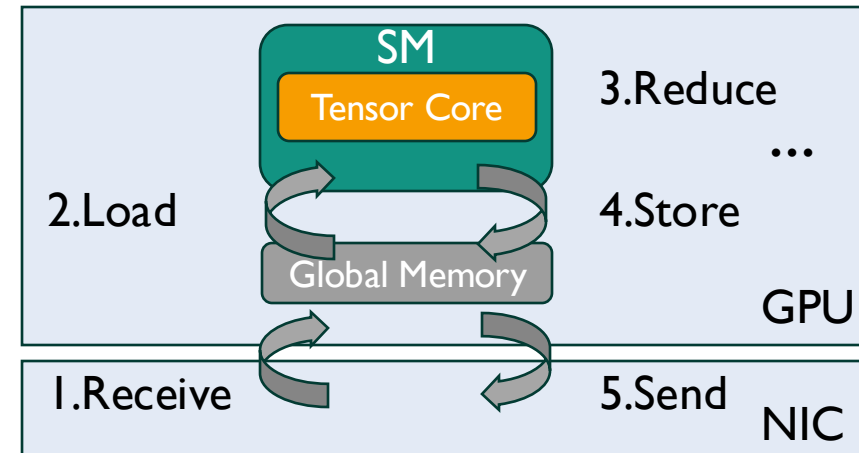 SM
Tensor Core
3.Reduce
...
2.Load
4.Store
Global Memory
GPU
1.Receive
5.Send
NIC